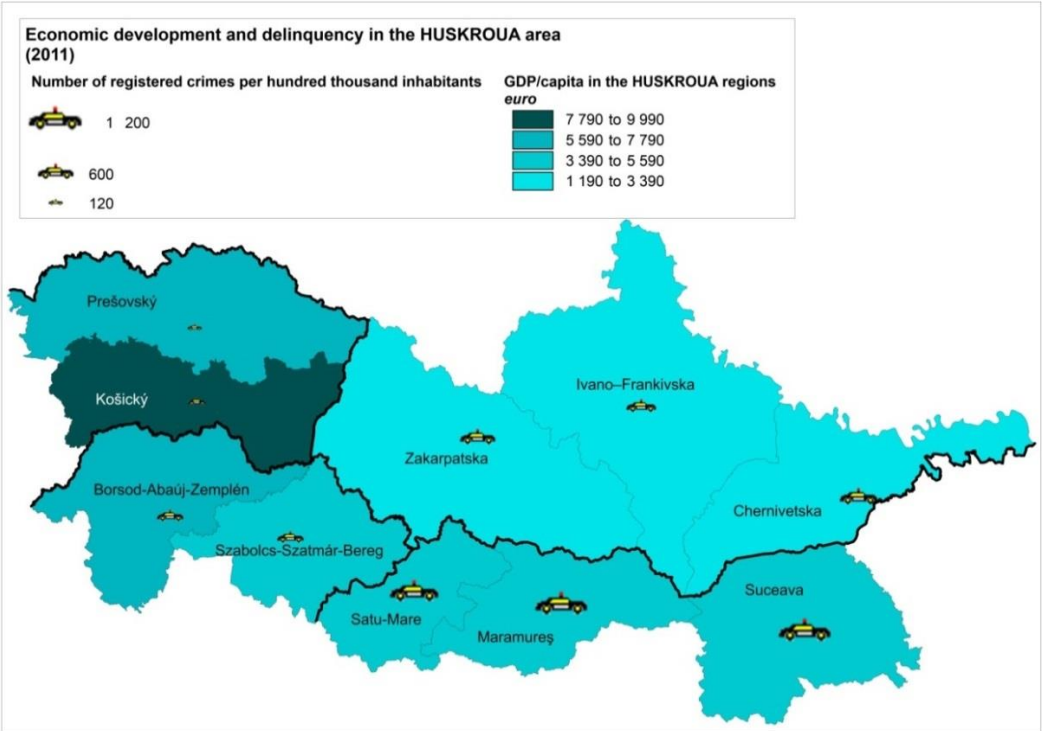 Economic development and delinquency in the HUSKROUA area
(2011)
Number of registered crimes per hundred thousand inhabitants
1 200
600
120
GDP/capita in the HUSKROUA regions
euro
7 790 to 9 990
5 590 to 7 790
3 390 to 5 590
1 190 to 3 390
Prešovský
Košický
Ivano–Frankivska
Zakarpatska
Borsod-Abaúj-Zemplén
Chernivetska
Szabolcs-Szatmár-Bereg
Suceava
Satu-Mare
Maramureş